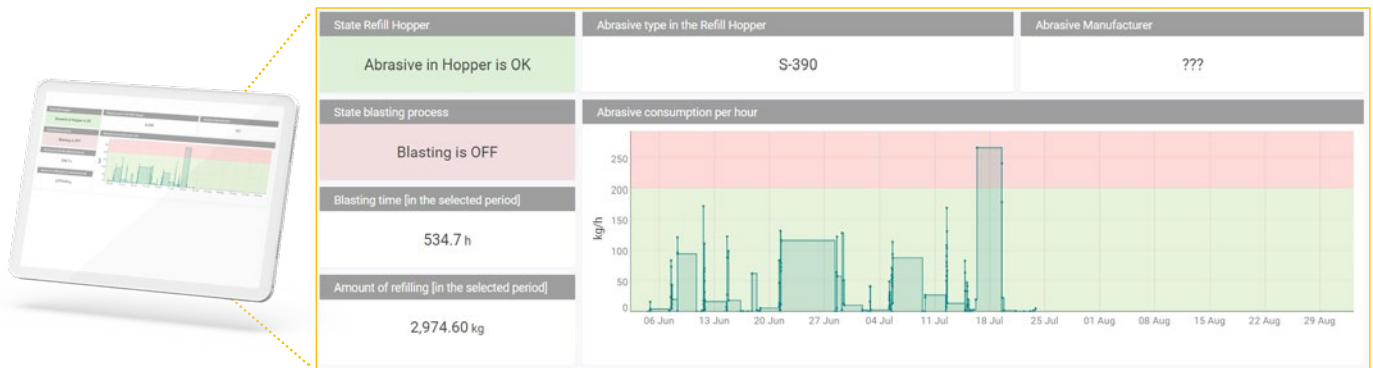 State Refill Hopper
Abrasive in Hopper is OK
Abrasive type in the Refill Hopper
S-390
Abrasive Manufacturer
???
State blasting process
Blasting is OFF
Blasting time [in the selected period]
534.7 h
Amount of refilling [in the selected period]
2,974.60 kg
Abrasive consumption per hour
kg/h
250
200
150
100
50
0
06 Jun 13 Jun 20 Jun 27 Jun 04 Jul 11 Jul 18 Jul 25 Jul 01 Aug 08 Aug 15 Aug 22 Aug 29 Aug